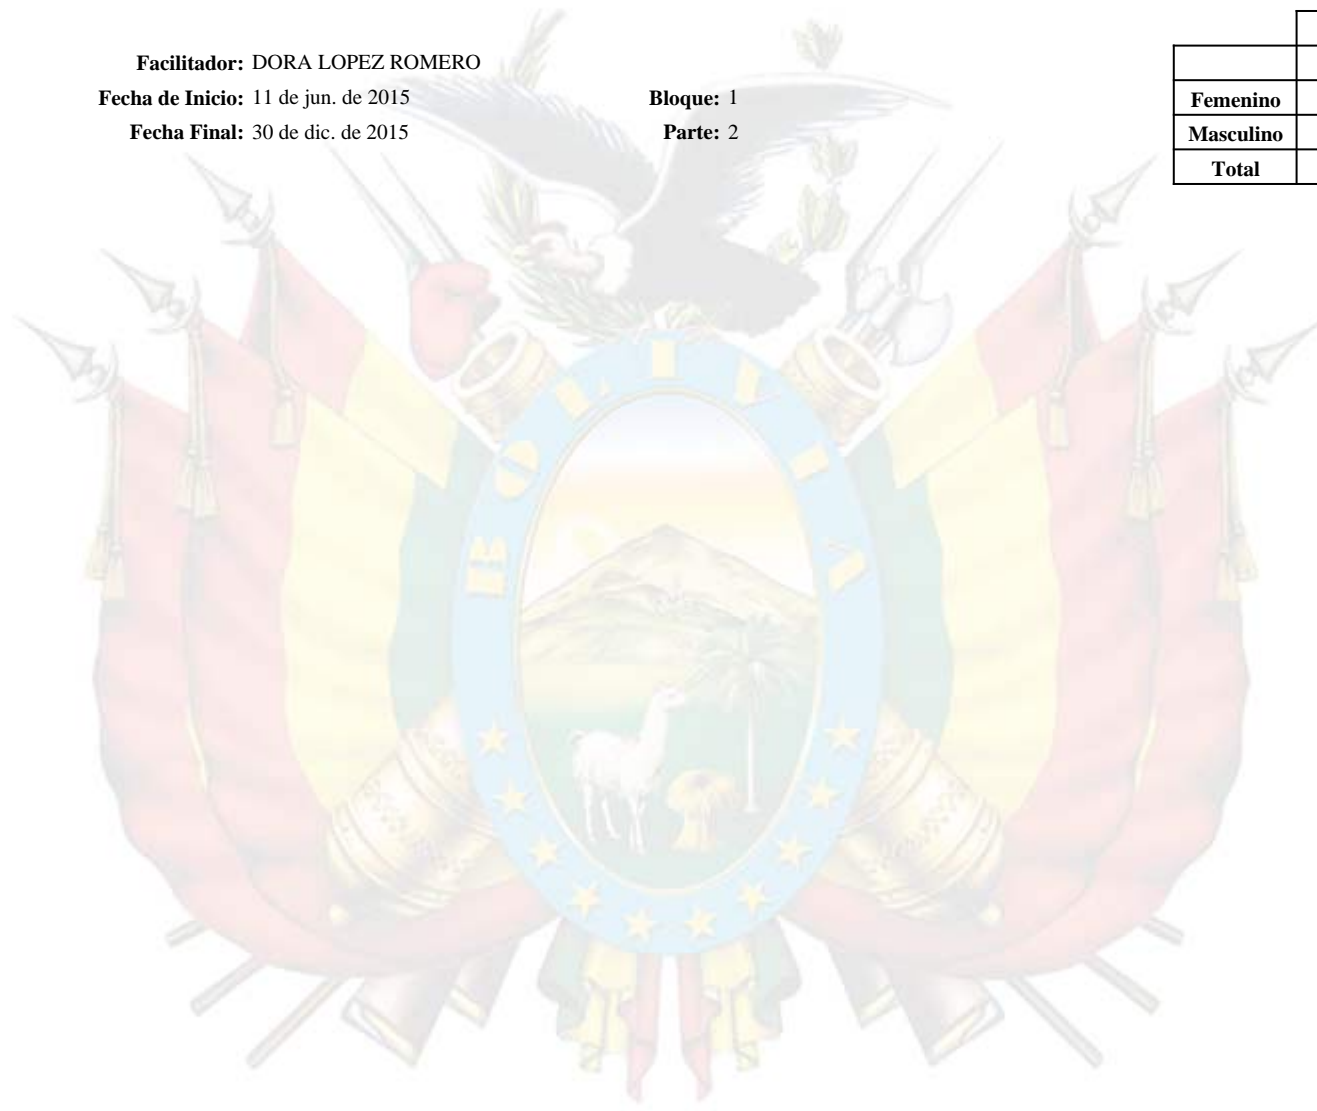 Facilitador: DORA LOPEZ ROMERO
Fecha de Inicio: 11 de jun. de 2015 Bloque: 1
Fecha Final: 30 de dic. de 2015 Parte: 2
Femenino
Masculino
Total
BOLIVIA